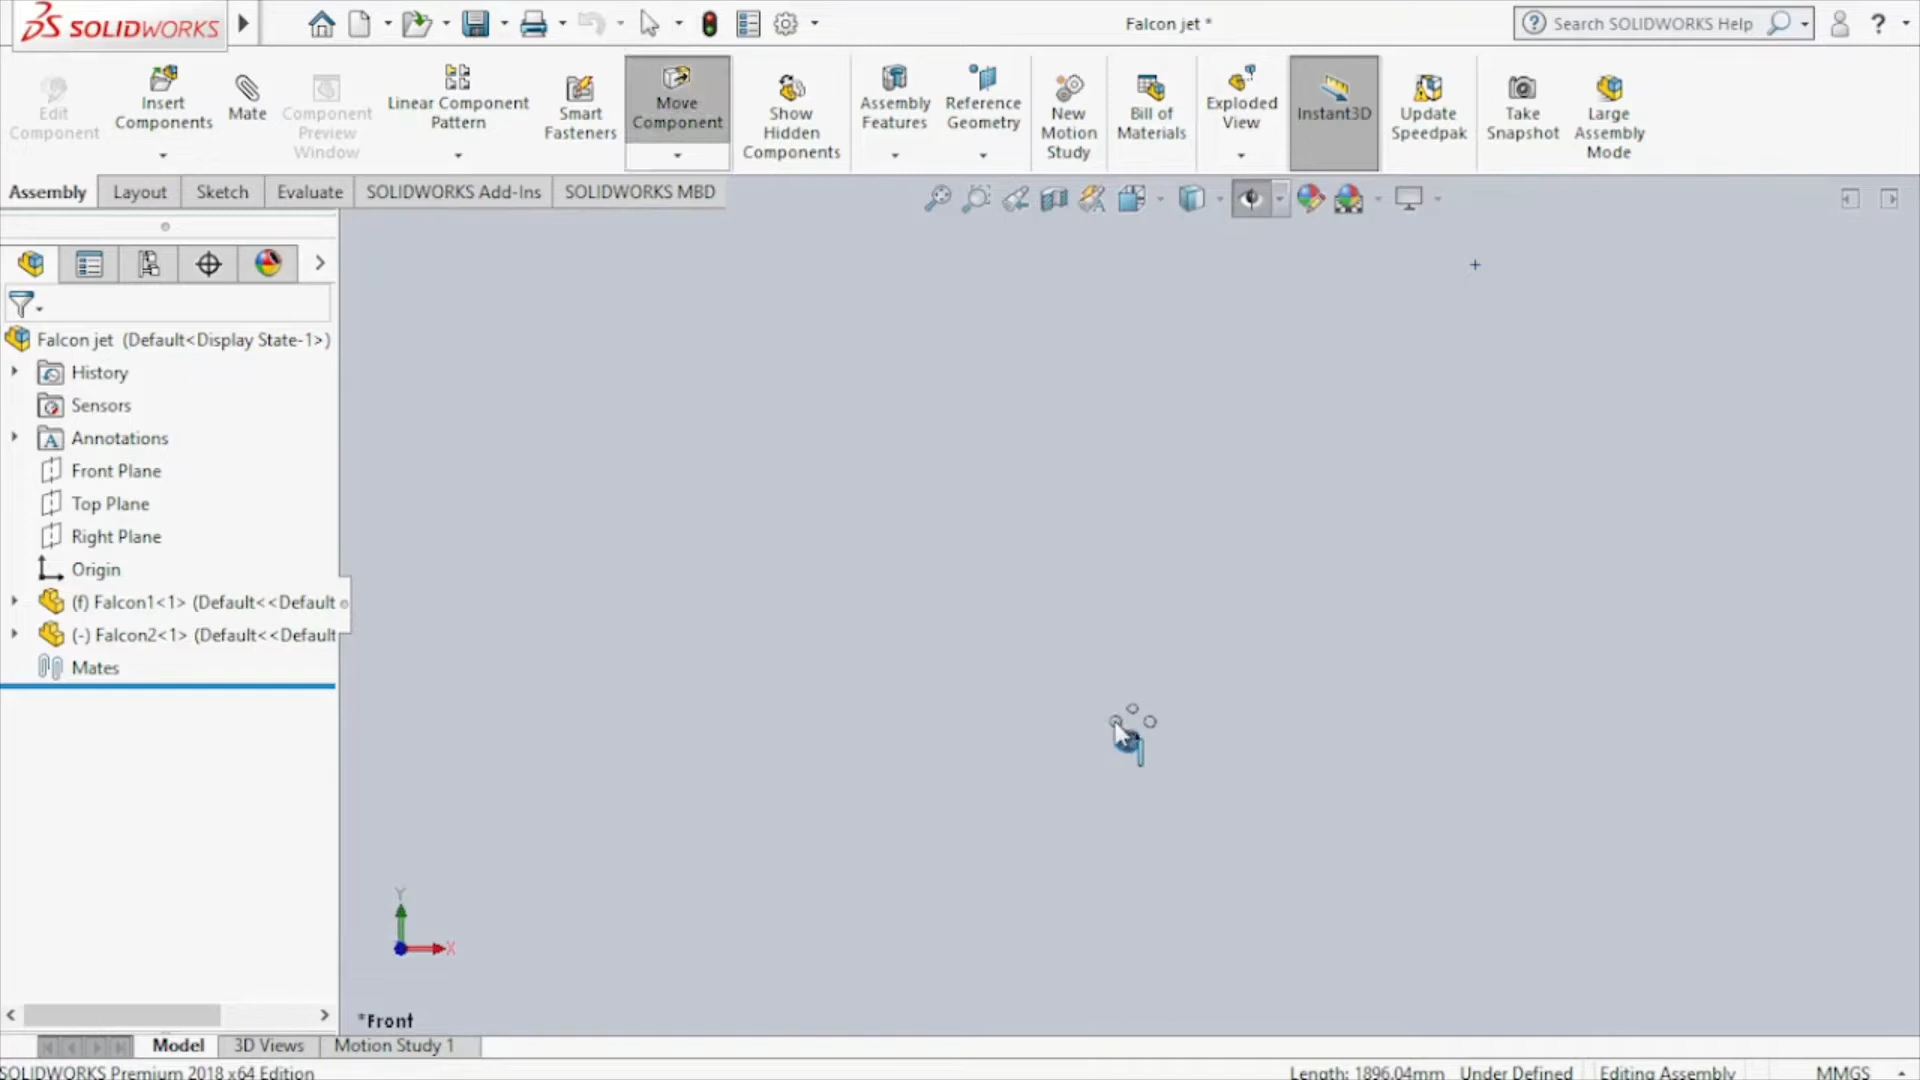 SOLIDWORKS
Falcon jet *
Search SOLIDWORKS Help
?
Edit
Component
Insert
Components
Mate
Component
Preview
Window
Linear Component
Pattern
Smart
Fasteners
Move
Component
Show
Hidden
Components
Assembly
Features
Reference
Geometry
New
Motion
Study
Bill of
Materials
Exploded
View
Instant3D
Update
Speedpak
Take
Snapshot
Large
Assembly
Mode
Assembly
Layout
Sketch
Evaluate
SOLIDWORKS Add-Ins
SOLIDWORKS MBD
Falcon jet (Default<Display State-1>)
History
Sensors
Annotations
Front Plane
Top Plane
Right Plane
Origin
(f) Falcon1<1> (Default<<Default
(-) Falcon2<1> (Default<<Default
Mates
Y
X
*Front
Model
3D Views
Motion Study 1
SOLIDWORKS Premium 2018 x64 Edition
Length: 1896.04mm
Under Defined
Editing Assembly
MMGS